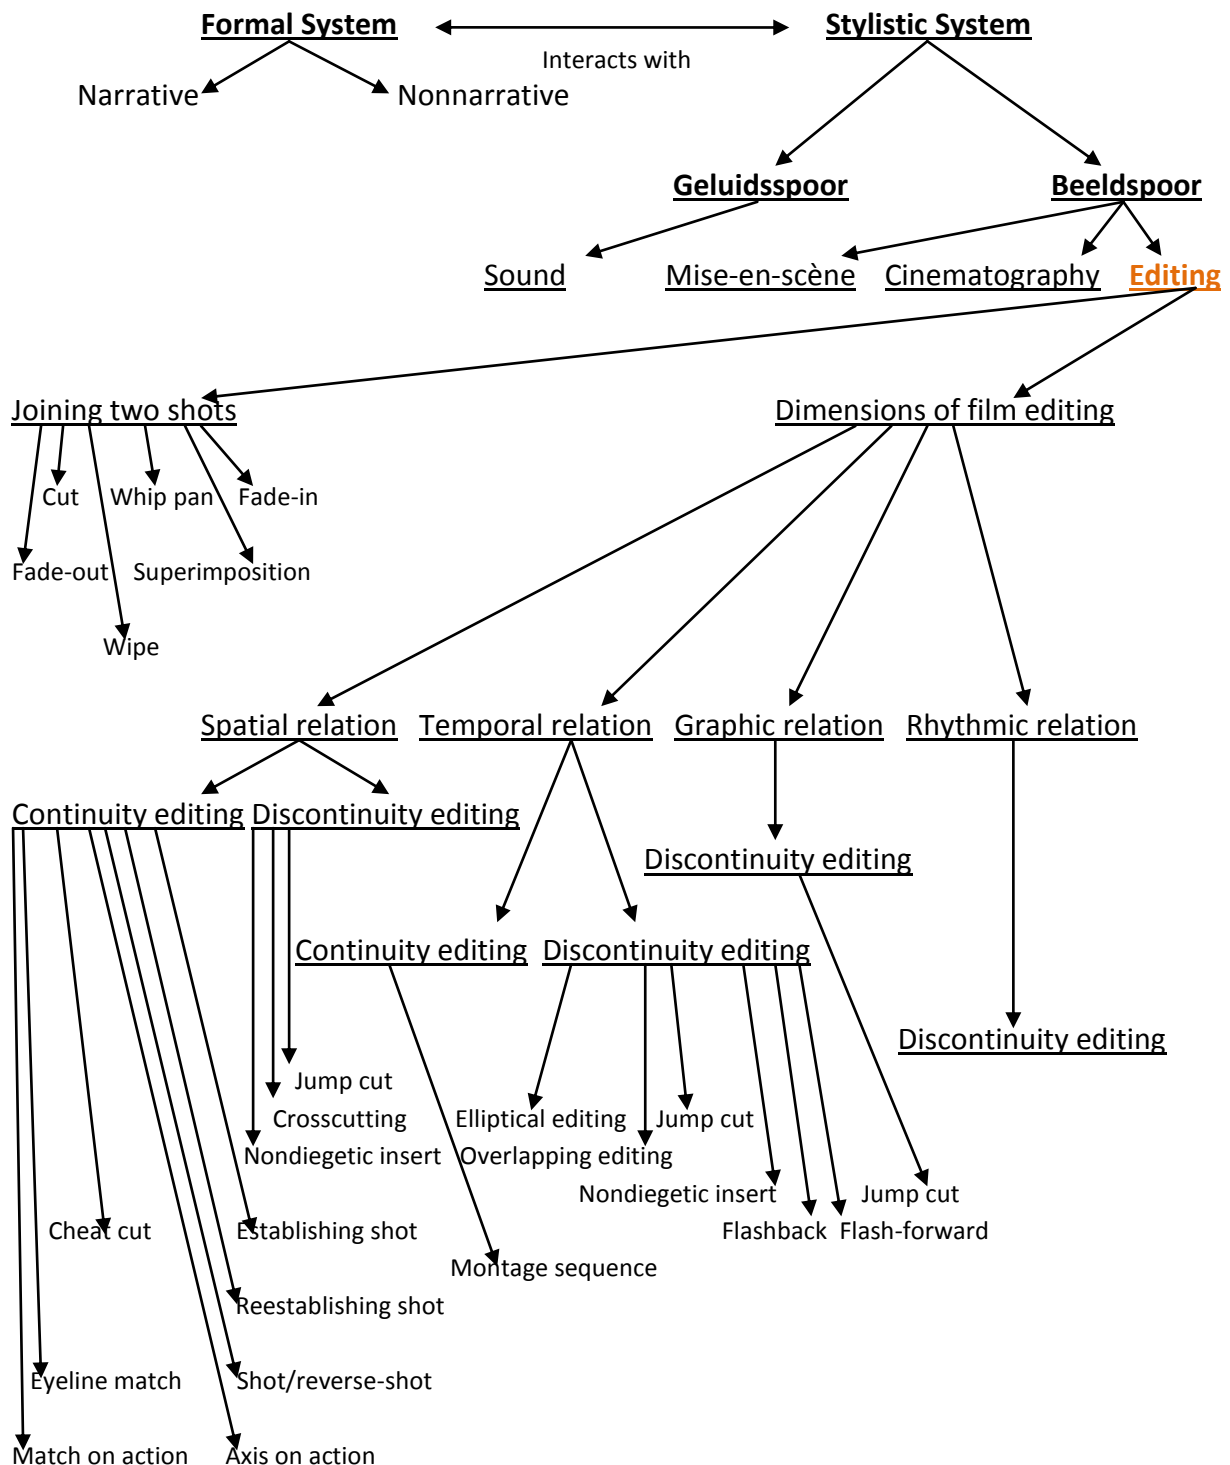 Formal System
Stylistic System
Interacts with
Narrative
Nonnarrative
Geluidsspoor
Beeldspoor
Sound
Mise-en-scène
Cinematography
Editing
Joining two shots
Dimensions of film editing
Cut
Whip pan
Fade-in
Fade-out
Superimposition
Wipe
Spatial relation
Temporal relation
Graphic relation
Rhythmic relation
Continuity editing
Discontinuity editing
Discontinuity editing
Continuity editing
Discontinuity editing
Discontinuity editing
Jump cut
Crosscutting
Elliptical editing
Jump cut
Nondiegetic insert
Overlapping editing
Nondiegetic insert
Jump cut
Cheat cut
Establishing shot
Flashback
Flash-forward
Montage sequence
Reestablishing shot
Eyeline match
Shot/reverse-shot
Match on action
Axis on action